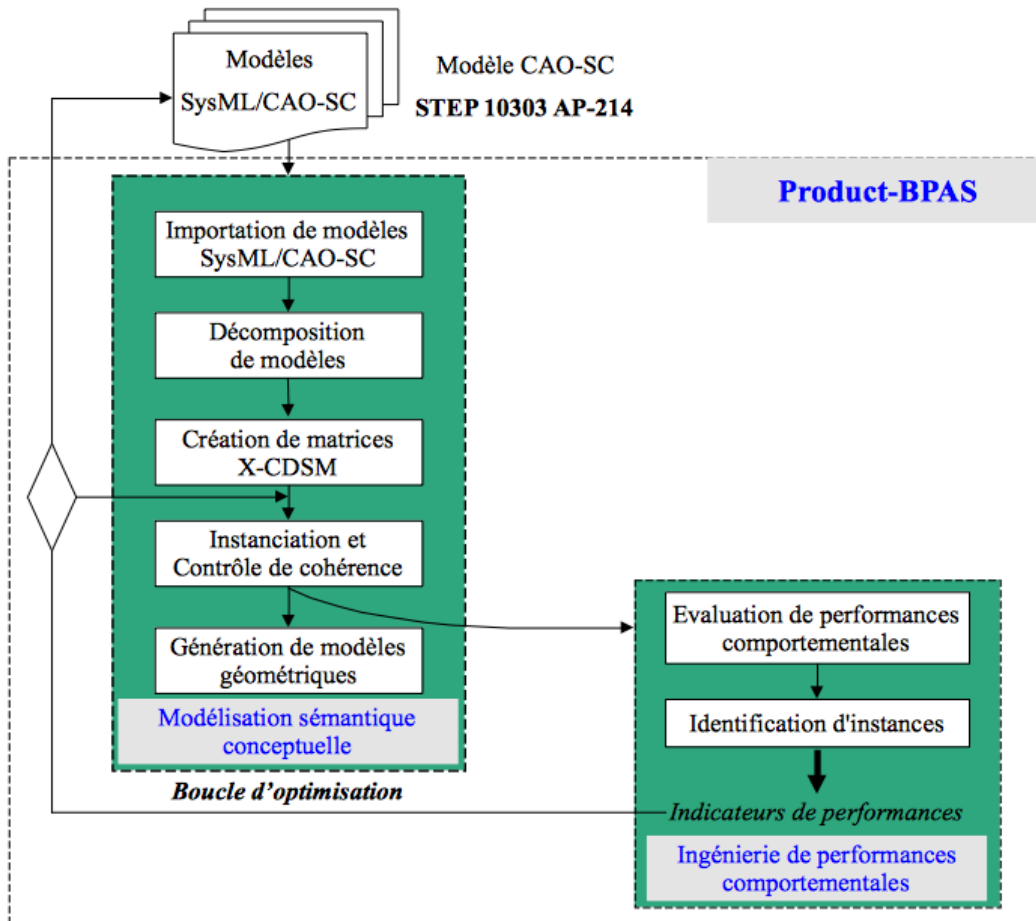 Modèles
SysML/CAO-SC
Modèle CAO-SC
STEP 10303 AP-214
Product-BPAS
Importation de modèles
SysML/CAO-SC
Décomposition
de modèles
Création de matrices
X-CDSM
Instanciation et
Contrôle de cohérence
Génération de modèles
géométriques
Modélisation sémantique
conceptuelle
Boucle d’optimisation
Evaluation de performances
comportementales
Identification d'instances
Indicateurs de performances
Ingénierie de performances
comportementales